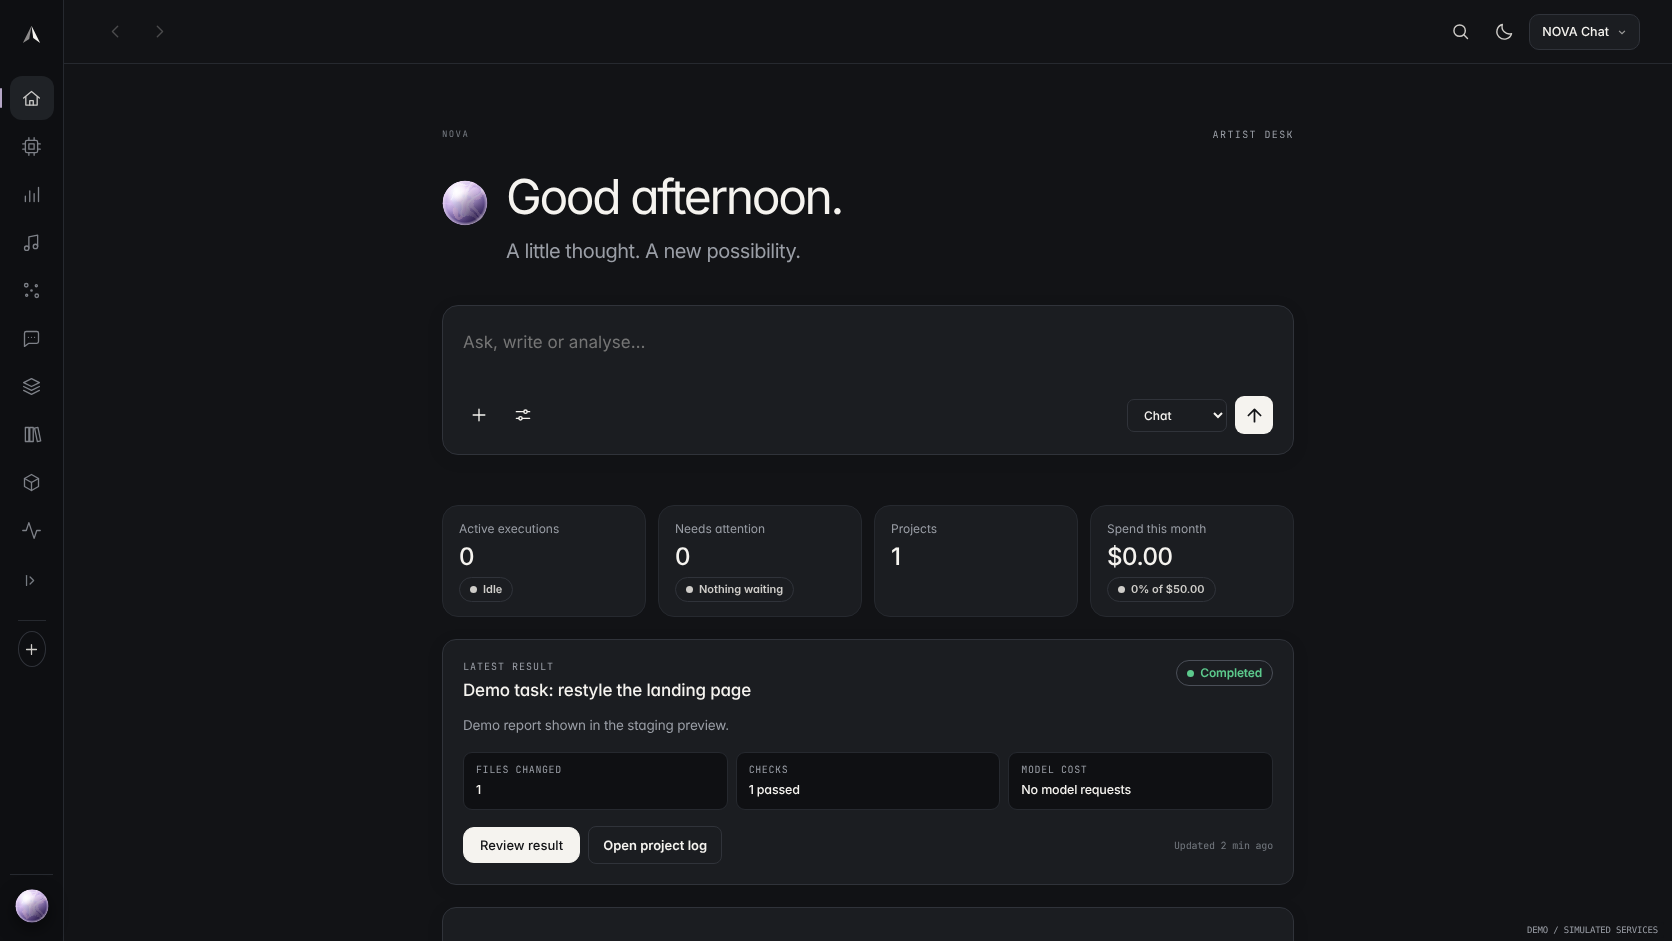 NOVA Chat
NOVA
ARTIST DESK
Good afternoon.
A little thought. A new possibility.
Ask, write or analyse...
Chat
Active executions
0
Idle
Needs attention
0
Nothing waiting
Projects
1
Spend this month
$0.00
0% of $50.00
LATEST RESULT
Completed
Demo task: restyle the landing page
Demo report shown in the staging preview.
FILES CHANGED
1
CHECKS
1 passed
MODEL COST
No model requests
Review result
Open project log
Updated 2 min ago
DEMO / SIMULATED SERVICES